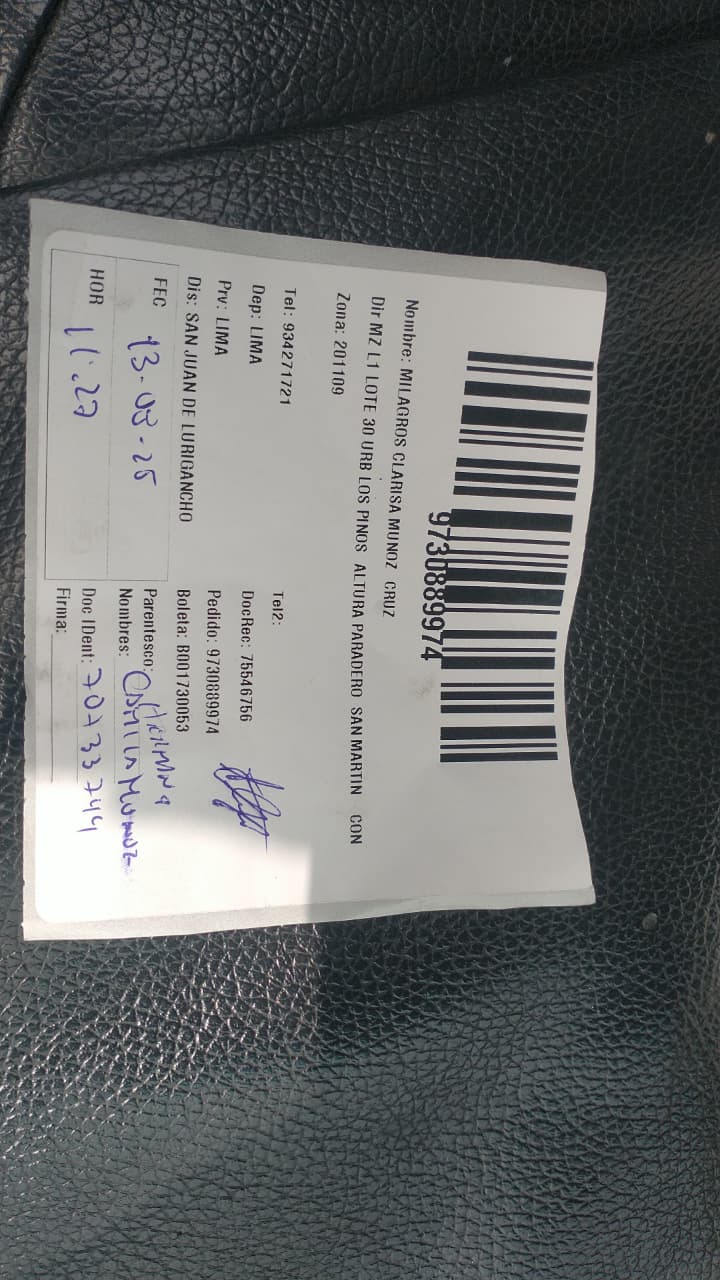 9730889974
Nombre: MILAGROS CLARISA MUNOZ CRUZ
Dir MZ L1 LOTE 30 URB LOS PINOS ALTURA PARADERO SAN MARTIN CON
Zona: 201109
Tel: 934271721 Tel2:
Dep: LIMA DocRec: 75546756
Prv: LIMA Pedido: 9730889974
Dis: SAN JUAN DE LURIGANCHO Boleta: B001730053
FEC 13-08-25 Parentesco: HERMANA
Nombres: CAMILA MUNOZ
HOR 11:27 Doc IDent: 70733744
Firma: